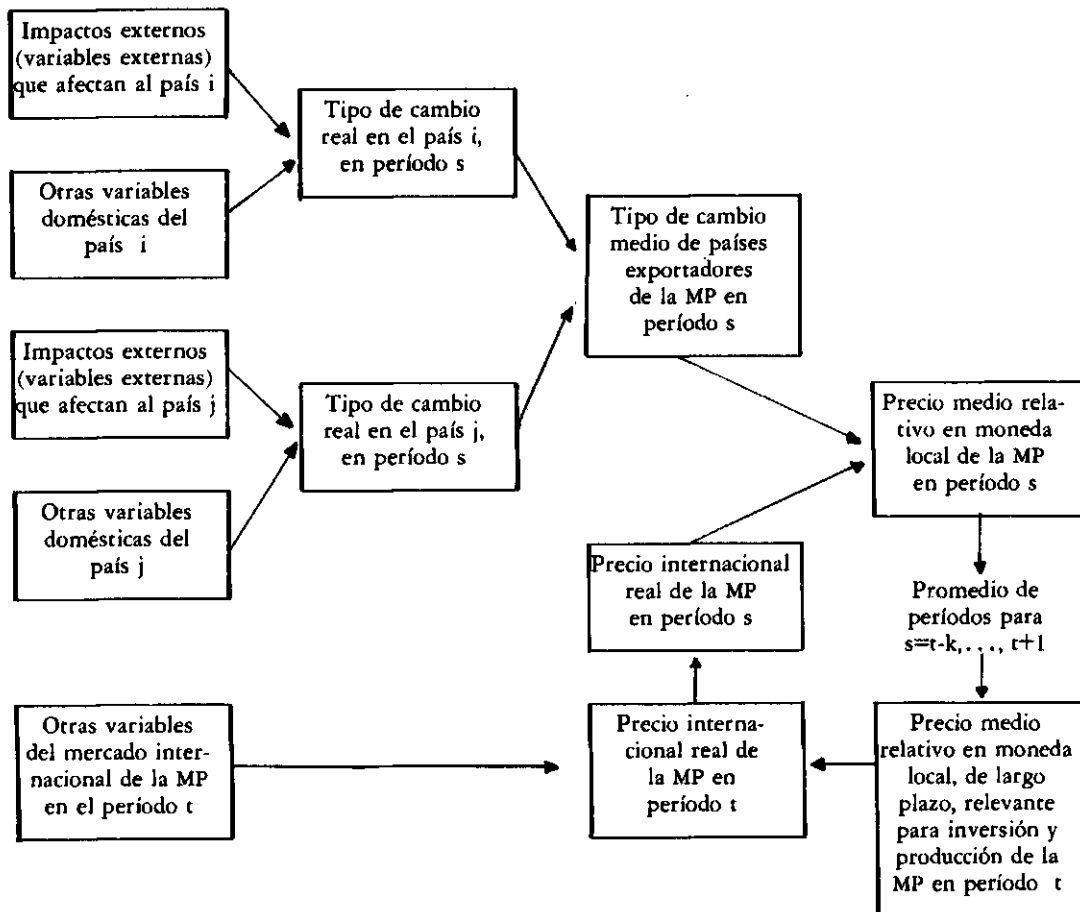 Impactos externos
(variables externas)
que afectan al país i
Tipo de cambio
real en el país i,
en período s
Otras variables
domésticas del
país i
Tipo de cambio
medio de países
exportadores
de la MP en
período s
Impactos externos
(variables externas)
que afectan al país j
Tipo de cambio
real en el país j,
en período s
Otras variables
domésticas del
país j
Precio medio rela-
tivo en moneda
local de la MP
en período s
Precio internacional
real de la MP
en período s
Promedio de
períodos para
s=t-k,..., t+1
Otras variables
del mercado inter-
nacional de la MP
en el período t
Precio interna-
cional real de
la MP en
período t
Precio medio
relativo en moneda
local, de largo
plazo, relevante
para inversión y
producción de la
MP en período t